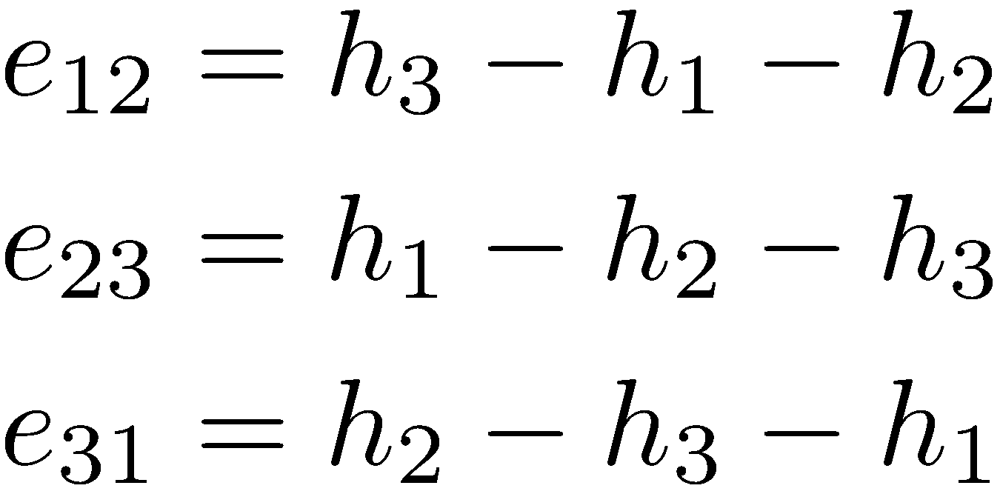 e₁₂ = h₃ − h₁ − h₂
e₂₃ = h₁ − h₂ − h₃
e₃₁ = h₂ − h₃ − h₁